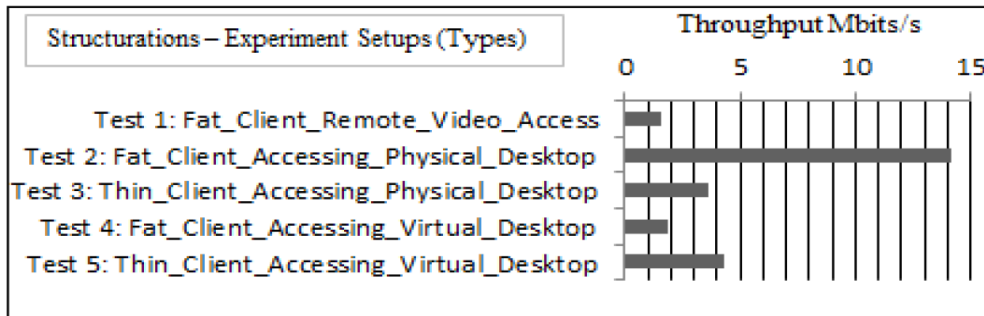 Structurations – Experiment Setups (Types)
Throughput Mbits/s
0 5 10 15
Test 1: Fat_Client_Remote_Video_Access
Test 2: Fat_Client_Accessing_Physical_Desktop
Test 3: Thin_Client_Accessing_Physical_Desktop
Test 4: Fat_Client_Accessing_Virtual_Desktop
Test 5: Thin_Client_Accessing_Virtual_Desktop